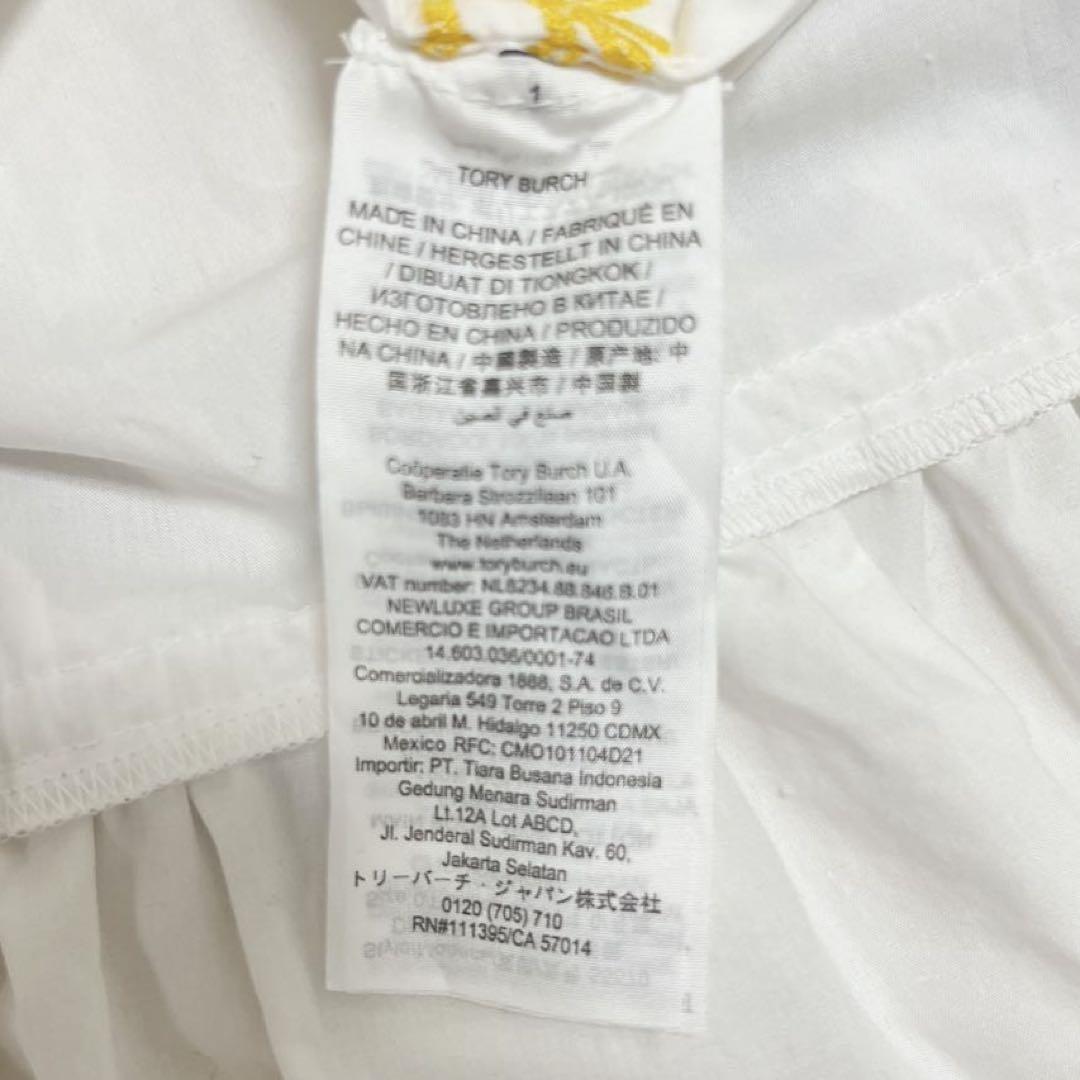 1
TORY BURCH
MADE IN CHINA / FABRIQUÉ EN
CHINE / HERGESTELLT IN CHINA
/ DIBUAT DI TIONGKOK /
ИЗГОТОВЛЕНО В КИТАЕ /
HECHO EN CHINA / PRODUZIDO
NA CHINA / 中國製造 / 原产地: 中
国浙江省嘉兴市 / 中国製
صنع في الصين
Coöperatie Tory Burch U.A.
Barbara Strozzilaan 101
1083 HN Amsterdam
The Netherlands
www.toryburch.eu
VAT number: NL8234.88.846.B.01
NEWLUXE GROUP BRASIL
COMERCIO E IMPORTACAO LTDA
14.603.036/0001-74
Comercializadora 1888, S.A. de C.V.
Legaria 549 Torre 2 Piso 9
10 de abril M. Hidalgo 11250 CDMX
Mexico RFC: CMO101104D21
Importir: PT. Tiara Busana Indonesia
Gedung Menara Sudirman
Lt.12A Lot ABCD,
Jl. Jenderal Sudirman Kav. 60,
Jakarta Selatan
トリーバーチ・ジャパン株式会社
0120 (705) 710
RN#111395/CA 57014